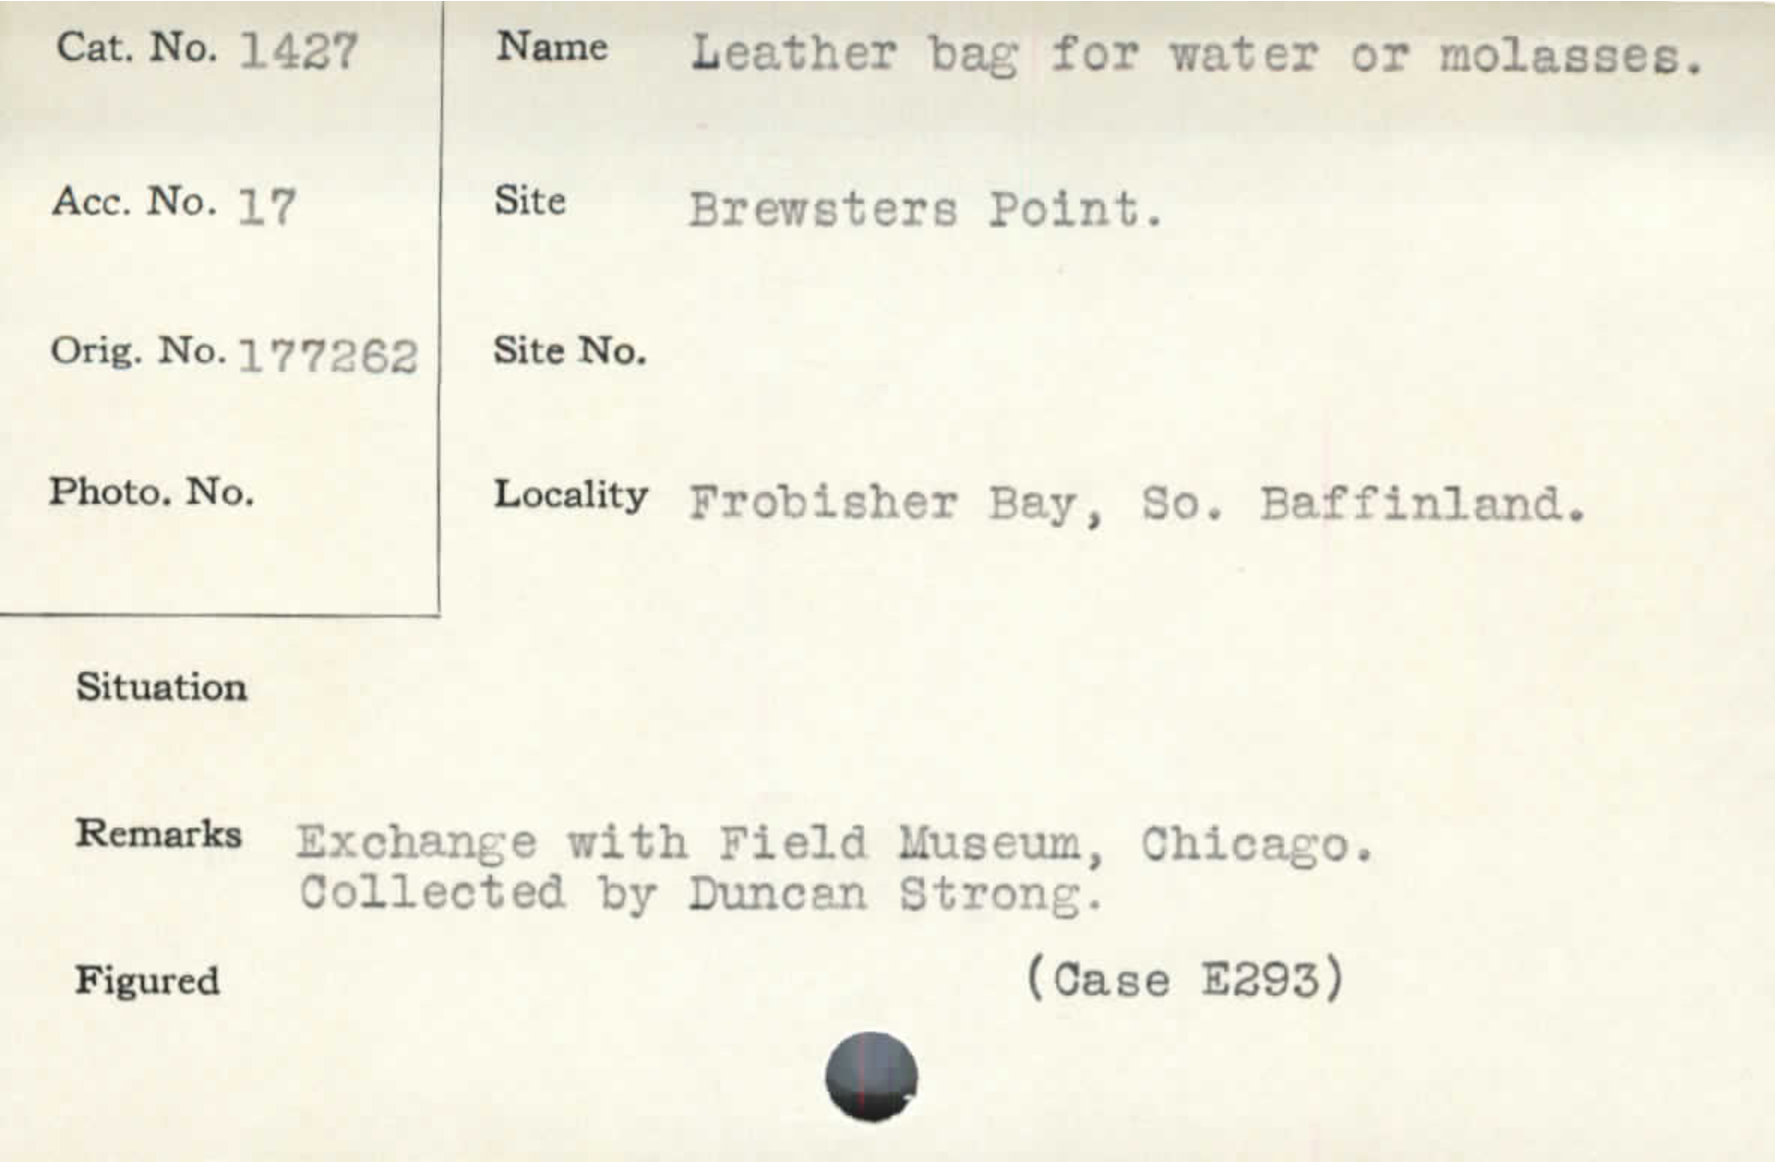 Cat. No. 1427
Name Leather bag for water or molasses.
Acc. No. 17
Site Brewsters Point.
Orig. No. 177262
Site No.
Photo. No.
Locality Frobisher Bay, So. Baffinland.
Situation
Remarks Exchange with Field Museum, Chicago.
Collected by Duncan Strong.
Figured
(Case E293)